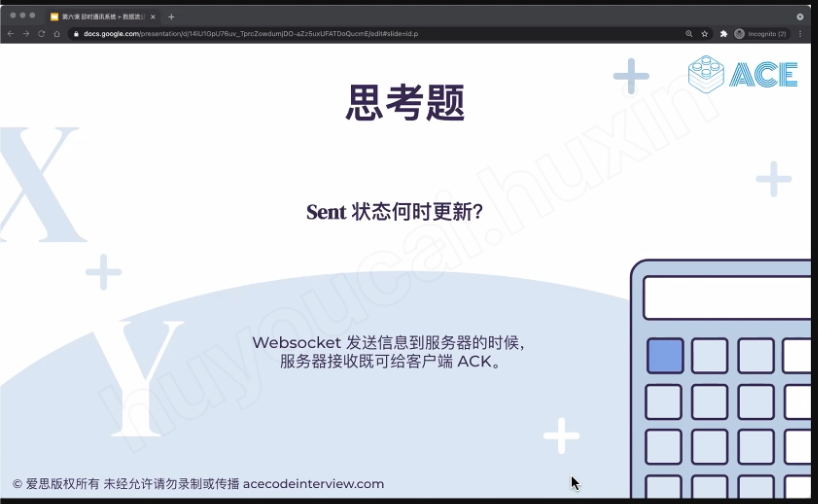 第六课 即时通讯系统 + 数据流
docs.google.com/presentation/d/14iU1GpU76uv_TprcZowdumjDO-aZz5uxUFATDoQucmE/edit#slide=id.p
Incognito (2)
ACE
思考题
X
Sent 状态何时更新?
Y
Websocket 发送信息到服务器的时候，
服务器接收既可给客户端 ACK。
huyoucai.huxin
© 爱思版权所有 未经允许请勿录制或传播 acecodeinterview.com